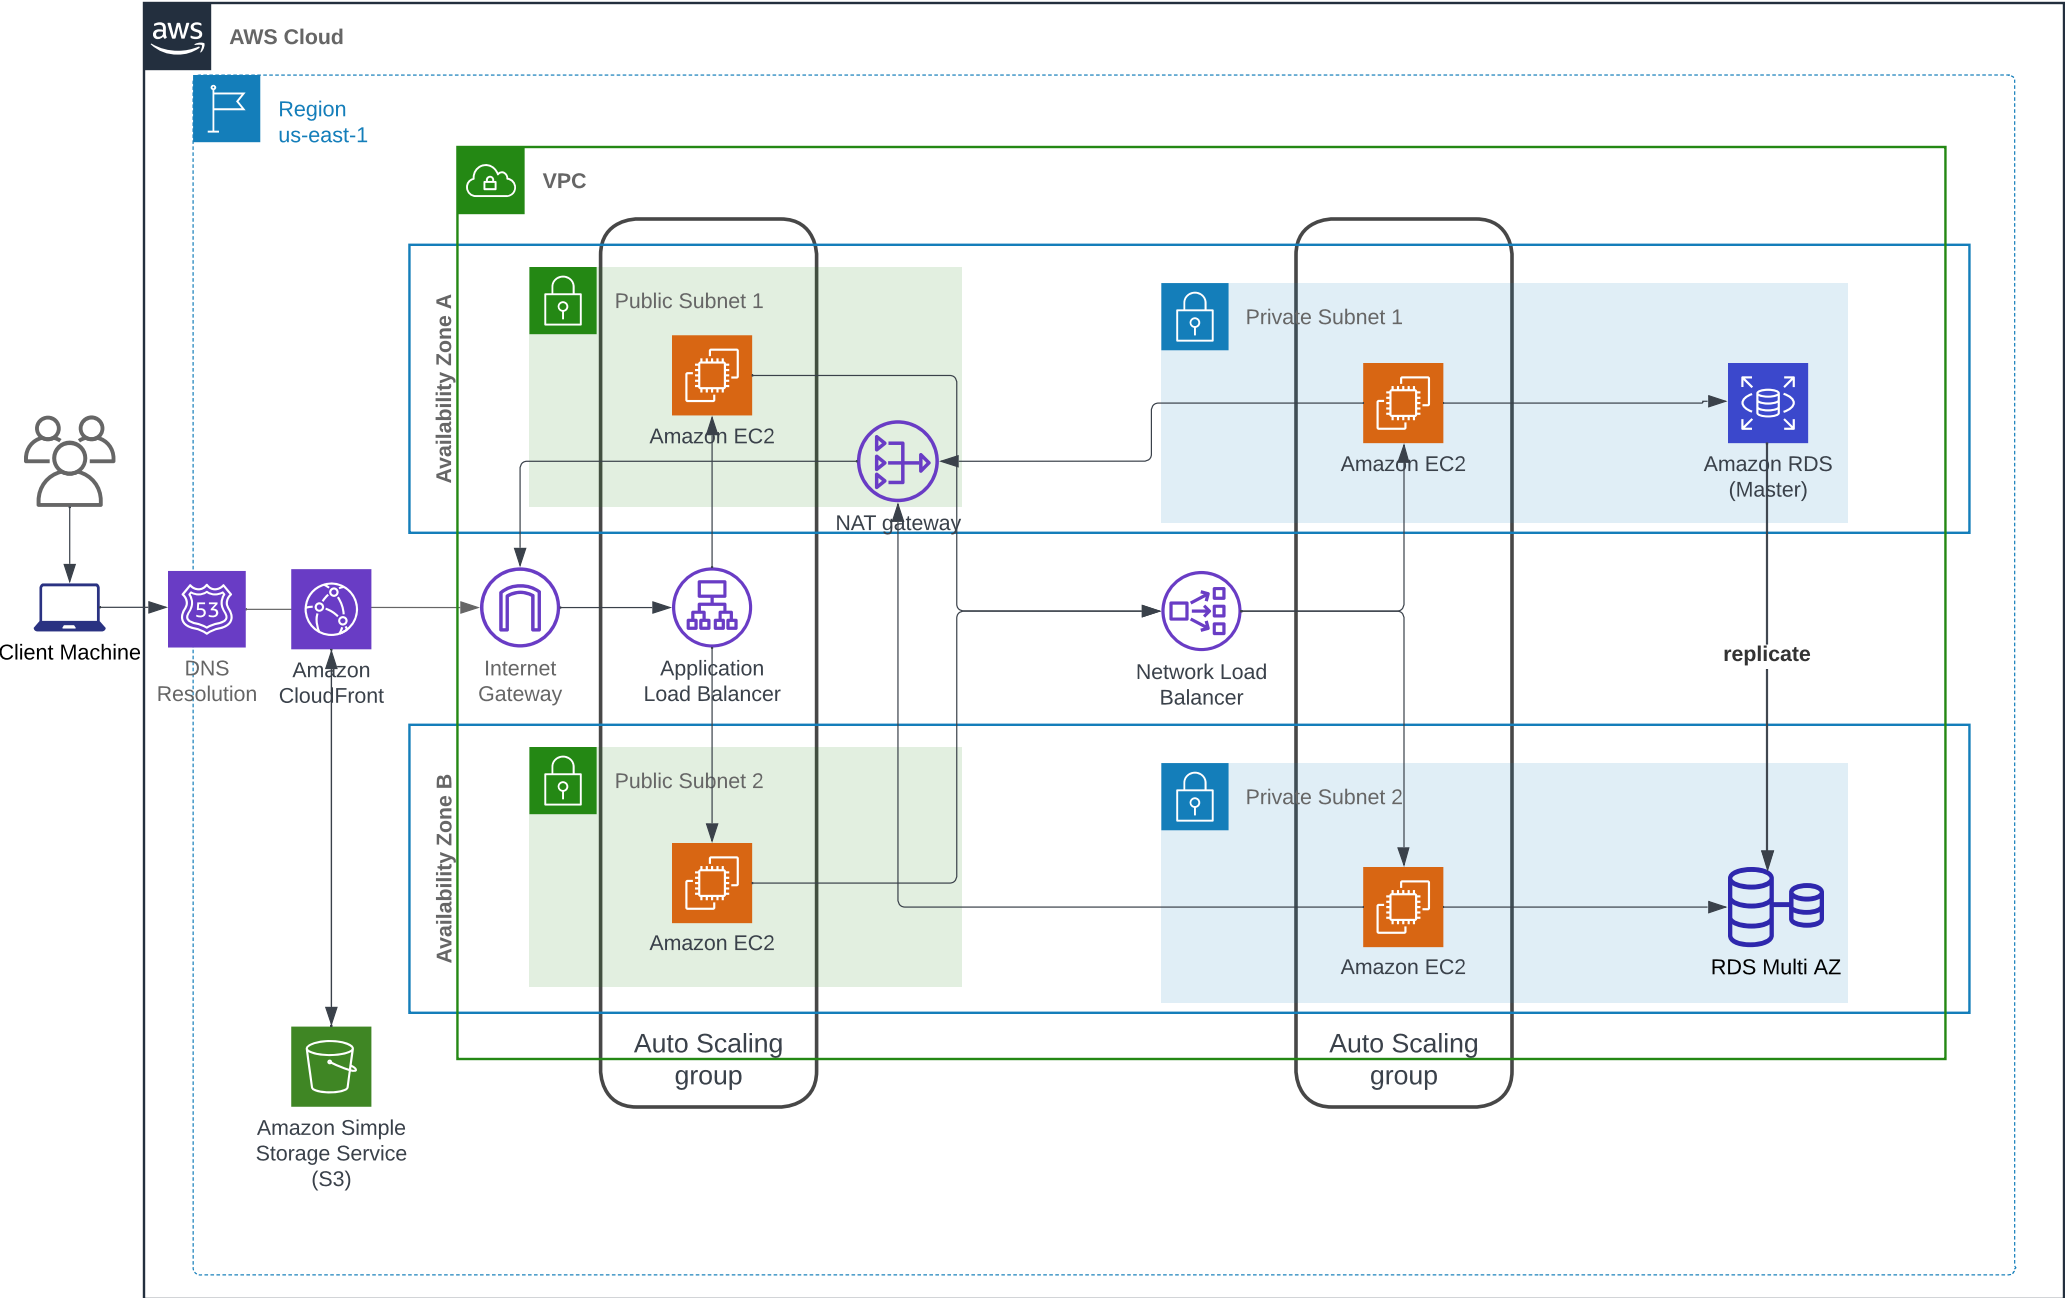 aws
AWS Cloud
Region
us-east-1
VPC
Availability Zone A
Public Subnet 1
Amazon EC2
NAT gateway
Private Subnet 1
Amazon EC2
Amazon RDS
(Master)
Client Machine
53
DNS
Resolution
Amazon
CloudFront
Internet
Gateway
Application
Load Balancer
Network Load
Balancer
replicate
Availability Zone B
Public Subnet 2
Amazon EC2
Private Subnet 2
Amazon EC2
RDS Multi AZ
Auto Scaling
group
Auto Scaling
group
Amazon Simple
Storage Service
(S3)